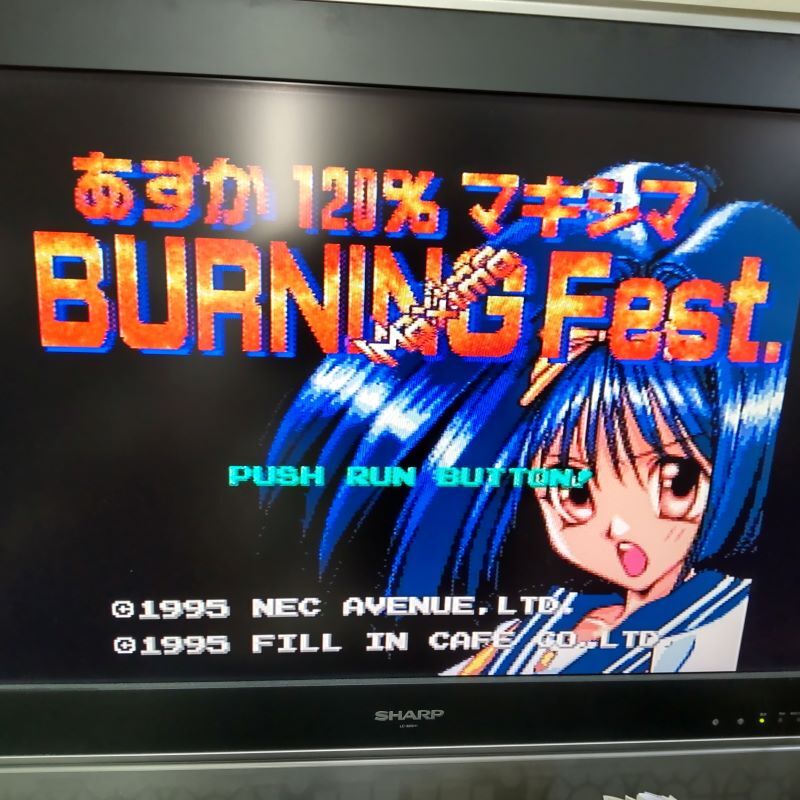 あすか 120% マキシマ
BURNING Fest.
Maxima
PUSH RUN BUTTON!
©1995 NEC AVENUE,LTD.
©1995 FILL IN CAFE CO.,LTD.
SHARP